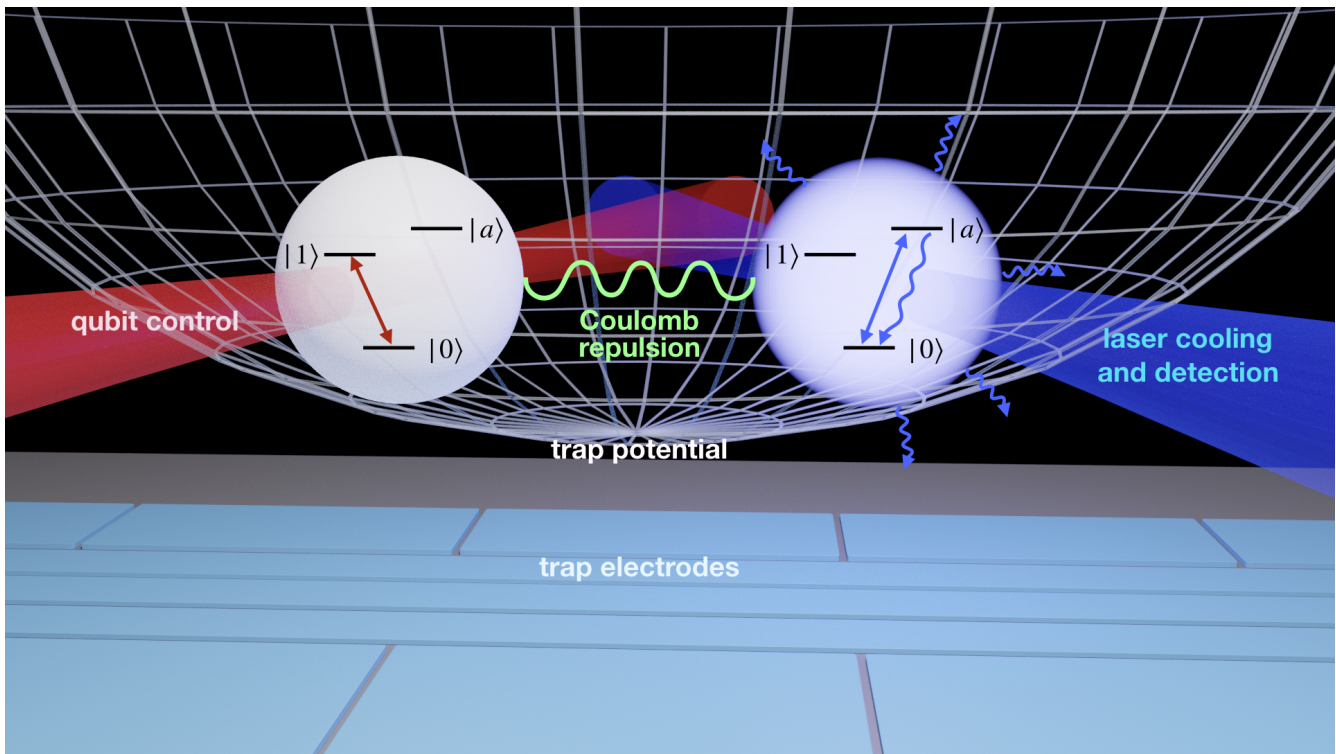 |a⟩
|a⟩
|1⟩
|1⟩
qubit control
Coulomb
repulsion
|0⟩
|0⟩
laser cooling
and detection
trap potential
trap electrodes